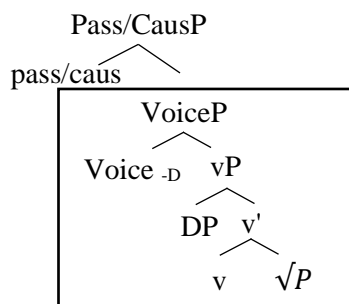 Pass/CausP
pass/caus
VoiceP
Voice -D vP
DP v'
v √P